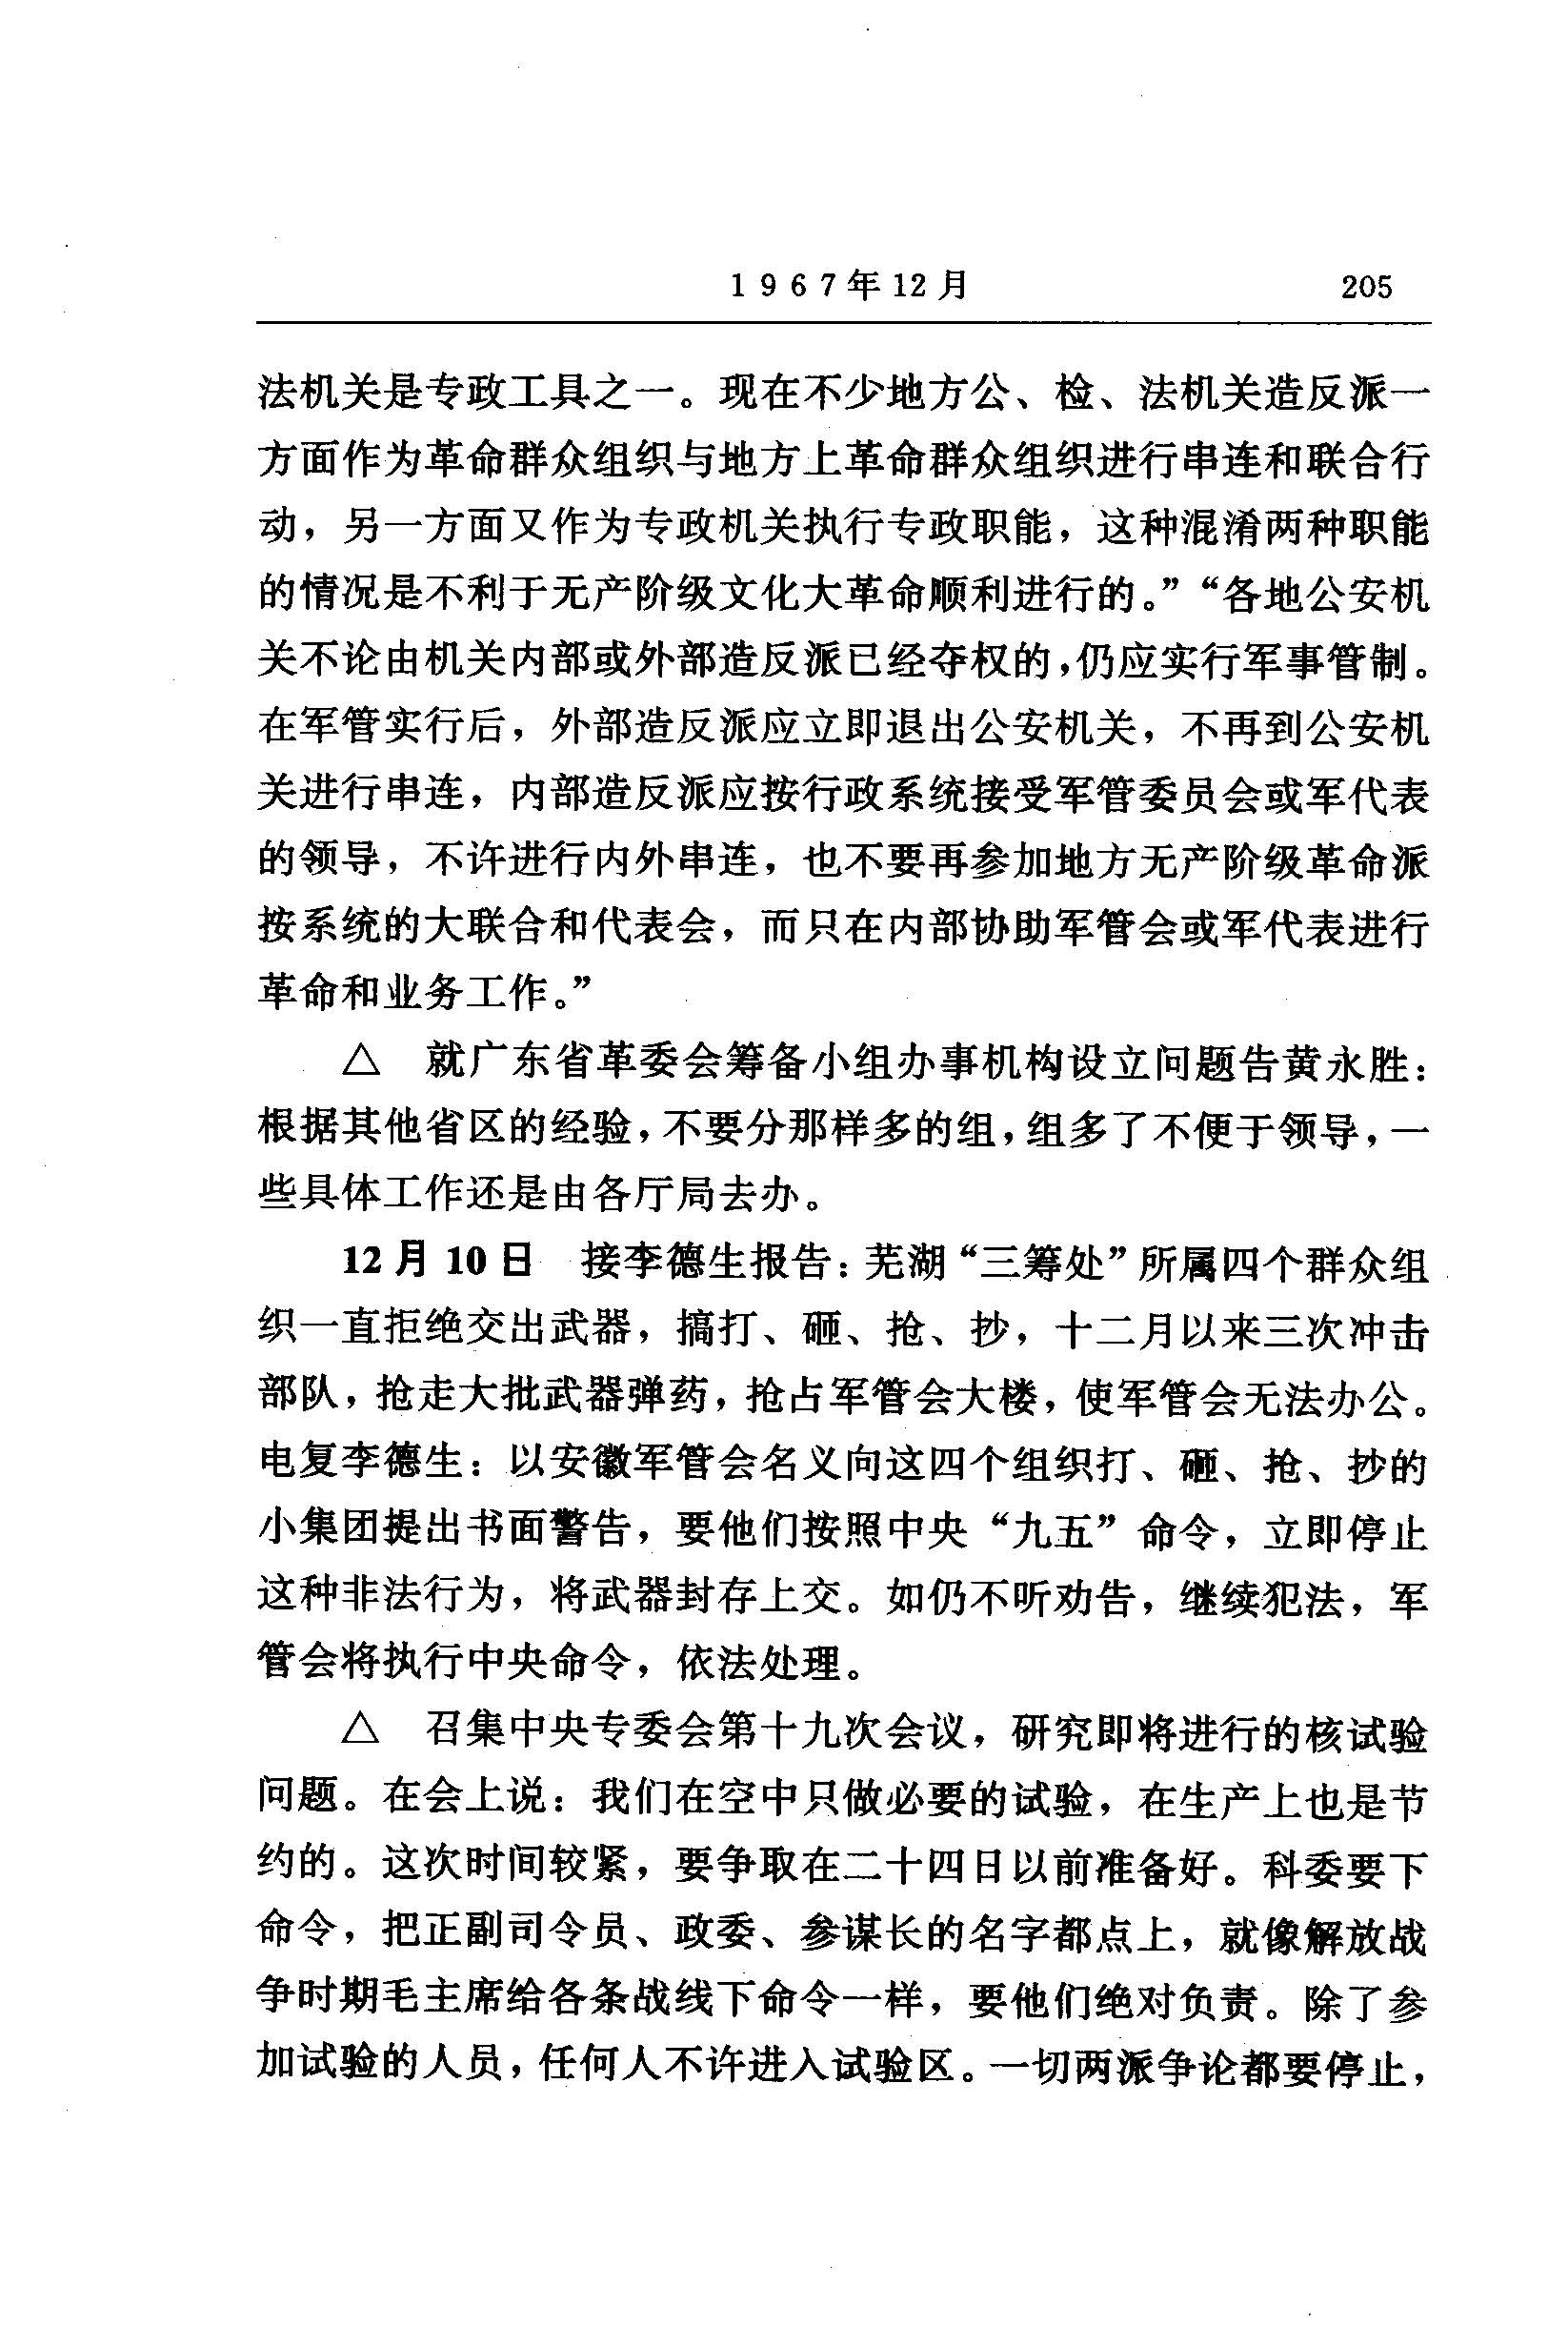 1967年12月 205
法机关是专政工具之一。现在不少地方公、检、法机关造反派一
方面作为革命群众组织与地方上革命群众组织进行串连和联合行
动，另一方面又作为专政机关执行专政职能，这种混淆两种职能
的情况是不利于无产阶级文化大革命顺利进行的。”“各地公安机
关不论由机关内部或外部造反派已经夺权的，仍应实行军事管制。
在军管实行后，外部造反派应立即退出公安机关，不再到公安机
关进行串连，内部造反派应按行政系统接受军管委员会或军代表
的领导，不许进行内外串连，也不要再参加地方无产阶级革命派
按系统的大联合和代表会，而只在内部协助军管会或军代表进行
革命和业务工作。”
△ 就广东省革委会筹备小组办事机构设立问题告黄永胜：
根据其他省区的经验，不要分那样多的组，组多了不便于领导，一
些具体工作还是由各厅局去办。
12月10日 接李德生报告：芜湖“三筹处”所属四个群众组
织一直拒绝交出武器，搞打、砸、抢、抄，十二月以来三次冲击
部队，抢走大批武器弹药，抢占军管会大楼，使军管会无法办公。
电复李德生：以安徽军管会名义向这四个组织打、砸、抢、抄的
小集团提出书面警告，要他们按照中央“九五”命令，立即停止
这种非法行为，将武器封存上交。如仍不听劝告，继续犯法，军
管会将执行中央命令，依法处理。
△ 召集中央专委会第十九次会议，研究即将进行的核试验
问题。在会上说：我们在空中只做必要的试验，在生产上也是节
约的。这次时间较紧，要争取在二十四日以前准备好。科委要下
命令，把正副司令员、政委、参谋长的名字都点上，就像解放战
争时期毛主席给各条战线下命令一样，要他们绝对负责。除了参
加试验的人员，任何人不许进入试验区。一切两派争论都要停止，